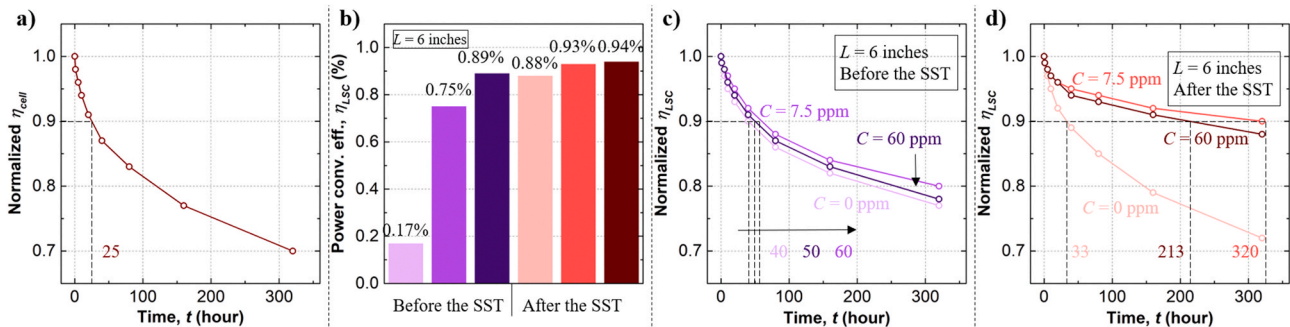 a)
Normalized ηcell
1.0
0.9
0.8
0.7
25
0 100 200 300
Time, t (hour)
b)
Power conv. eff., ηLsc (%)
1.0
0.8
0.6
0.4
0.2
0.0
L = 6 inches
0.17%
0.75%
0.89%
0.88%
0.93%
0.94%
Before the SST
After the SST
c)
Normalized ηLsc
1.0
0.9
0.8
0.7
L = 6 inches
Before the SST
C = 7.5 ppm
C = 60 ppm
C = 0 ppm
40 50 60
0 100 200 300
Time, t (hour)
d)
Normalized ηLsc
1.0
0.9
0.8
0.7
L = 6 inches
After the SST
C = 7.5 ppm
C = 60 ppm
C = 0 ppm
33 213 320
0 100 200 300
Time, t (hour)